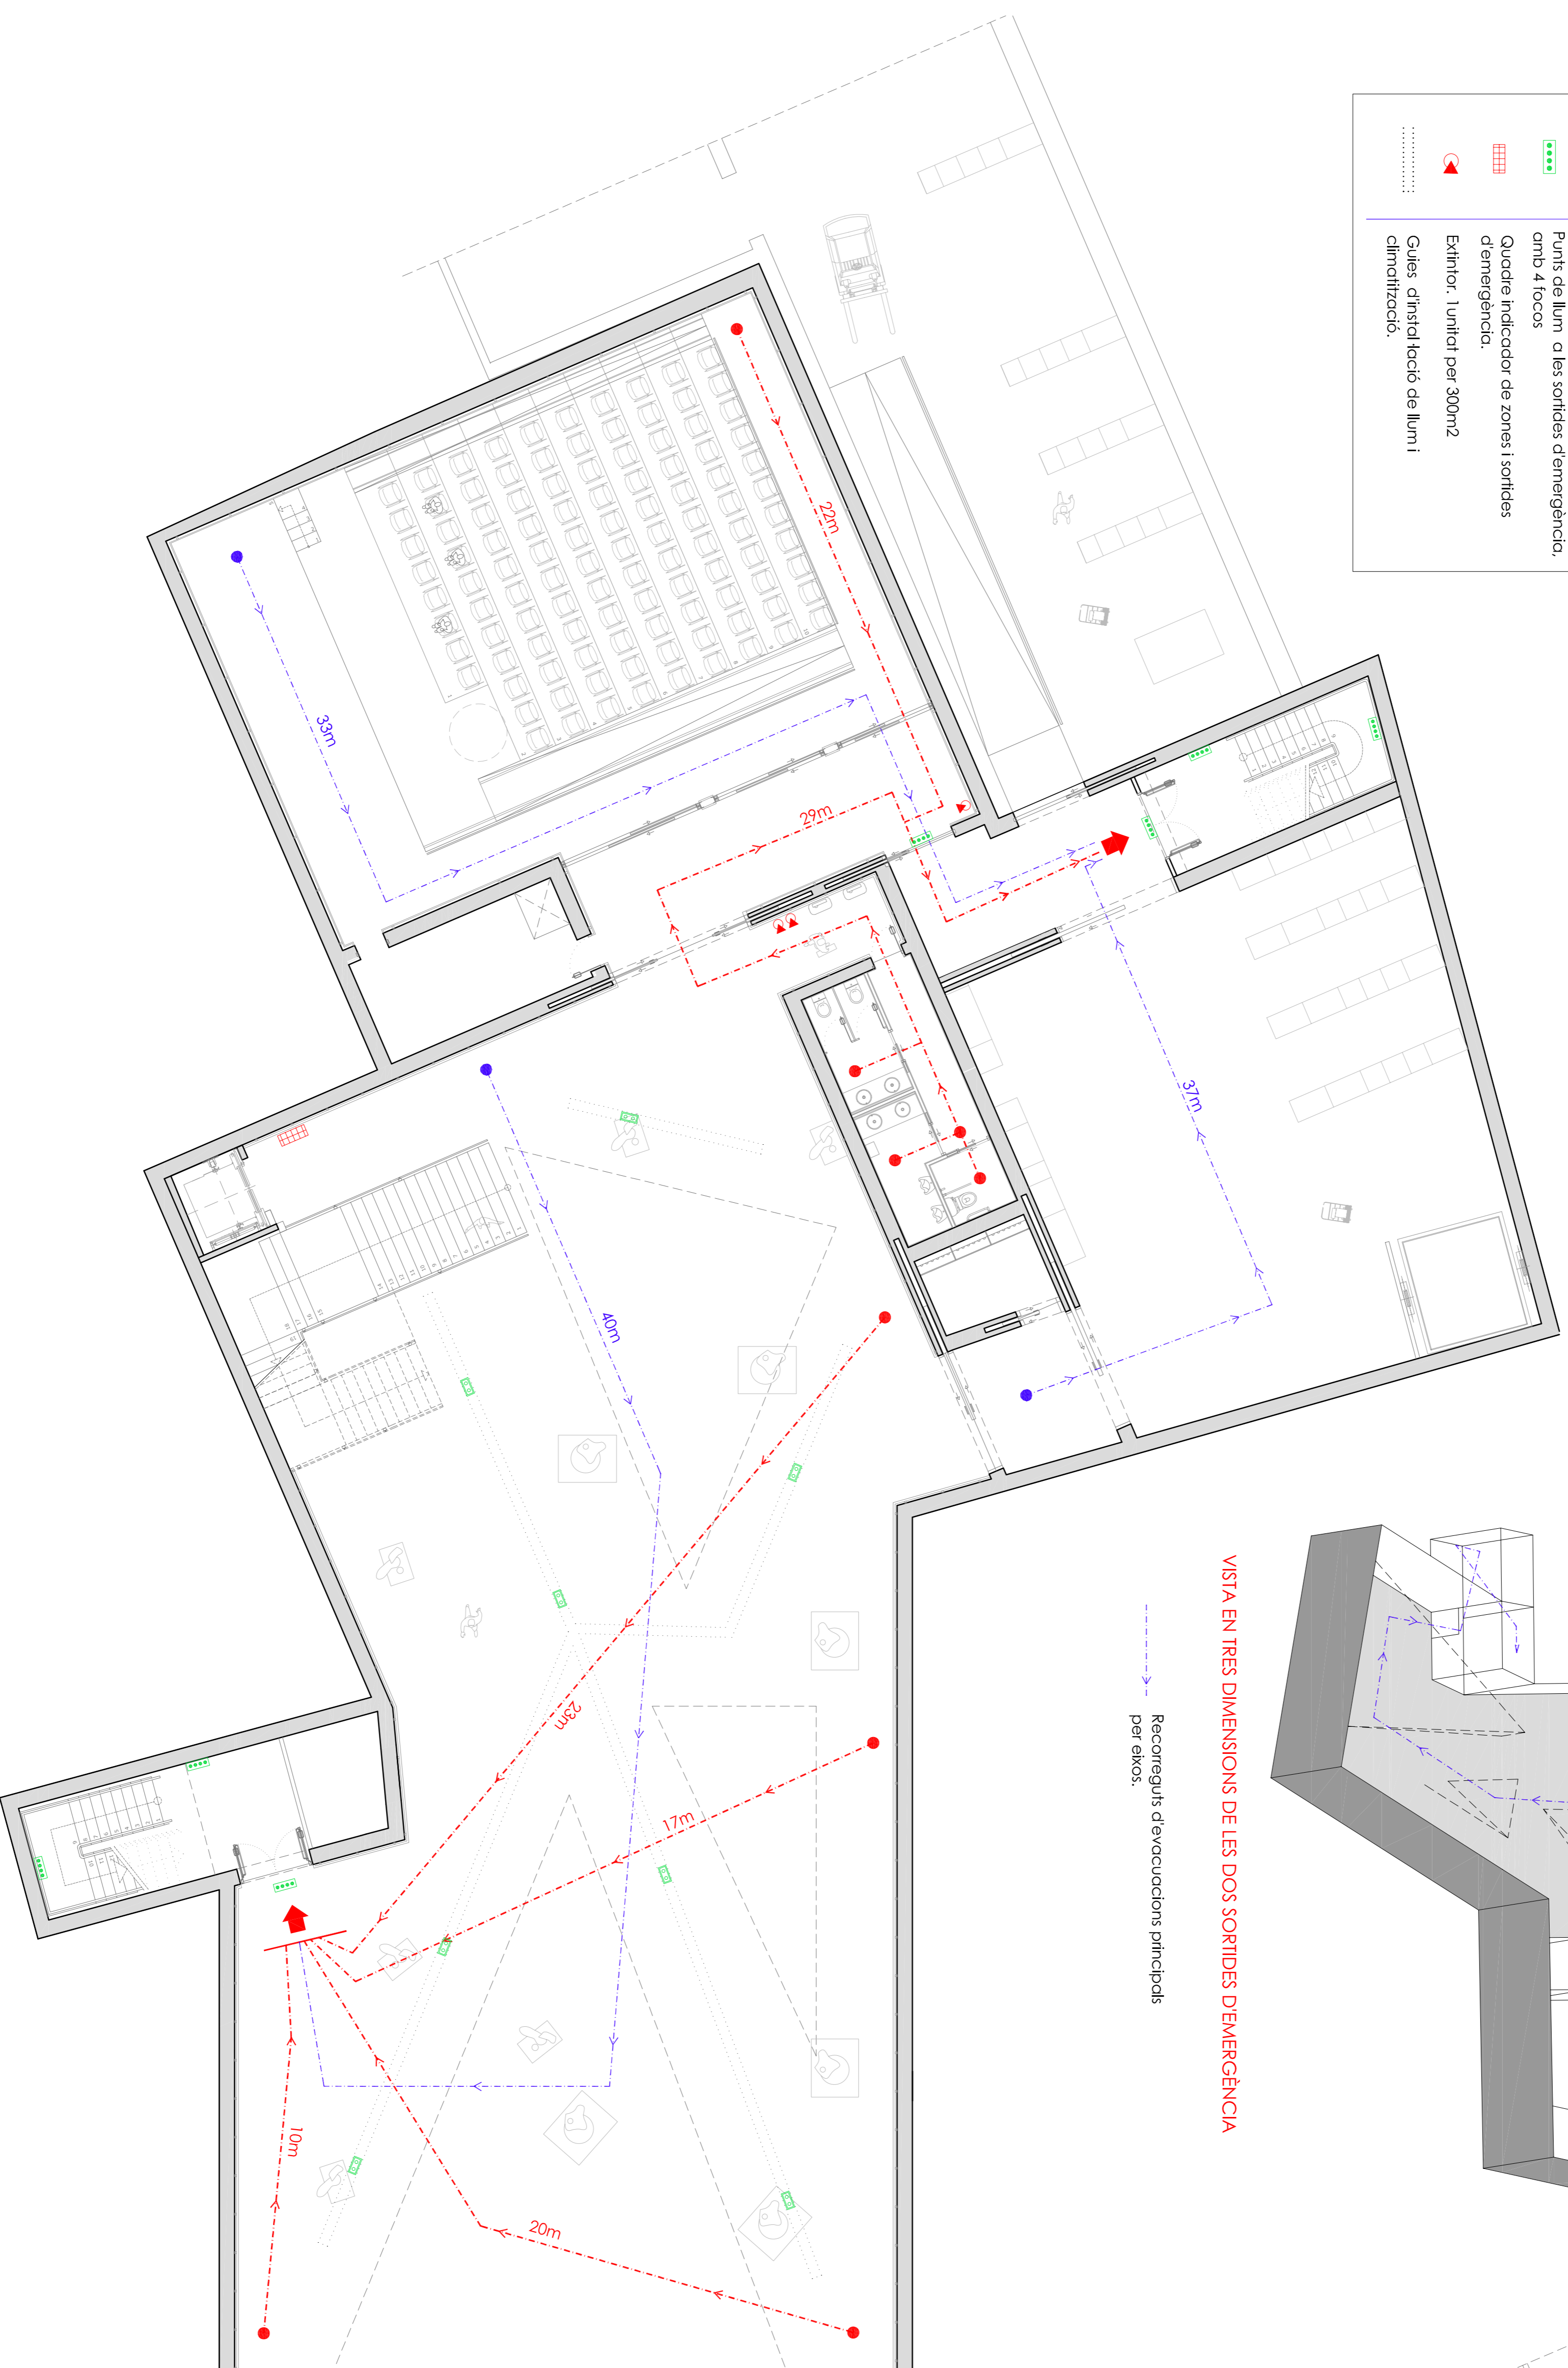 Punts de llum a les sortides d'emergència,
amb 4 focos
Quadre indicador de zones i sortides
d'emergència.
Extintor. 1 unitat per 300m2
Guies d'instal·lació de llum i
climatització.
22m
33m
29m
37m
40m
23m
17m
10m
20m
VISTA EN TRES DIMENSIONS DE LES DOS SORTIDES D'EMERGÈNCIA
Recorreguts d'evacuacions principals
per eixos.